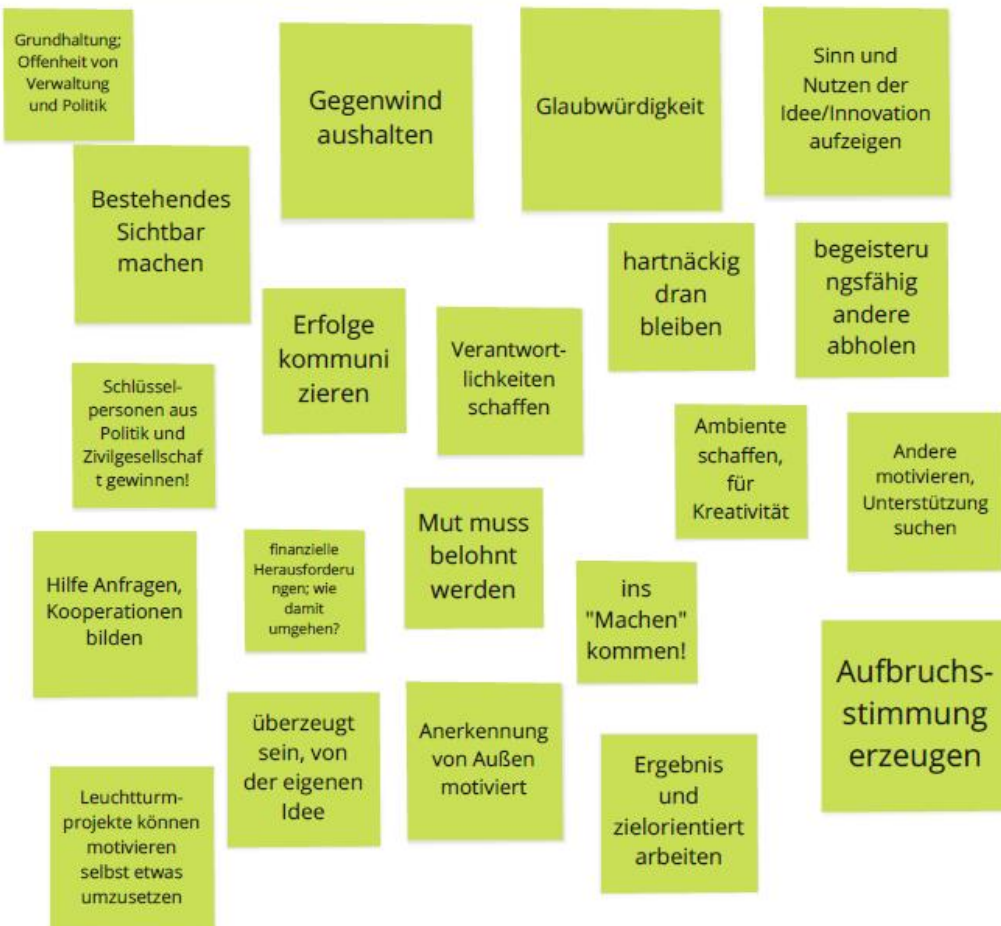 Grundhaltung;
Offenheit von
Verwaltung
und Politik
Gegenwind
aushalten
Glaubwürdigkeit
Sinn und
Nutzen der
Idee/Innovation
aufzeigen
Bestehendes
Sichtbar
machen
hartnäckig
dran
bleiben
begeisteru
ngsfähig
andere
abholen
Erfolge
kommuni
zieren
Verantwort-
lichkeiten
schaffen
Schlüssel-
personen aus
Politik und
Zivilgesellschaf
t gewinnen!
Ambiente
schaffen,
für
Kreativität
Andere
motivieren,
Unterstützung
suchen
Hilfe Anfragen,
Kooperationen
bilden
finanzielle
Herausforderu
ngen; wie
damit
umgehen?
Mut muss
belohnt
werden
ins
"Machen"
kommen!
Aufbruchs-
stimmung
erzeugen
überzeugt
sein, von
der eigenen
Idee
Anerkennung
von Außen
motiviert
Ergebnis
und
zielorientiert
arbeiten
Leuchtturm-
projekte können
motivieren
selbst etwas
umzusetzen